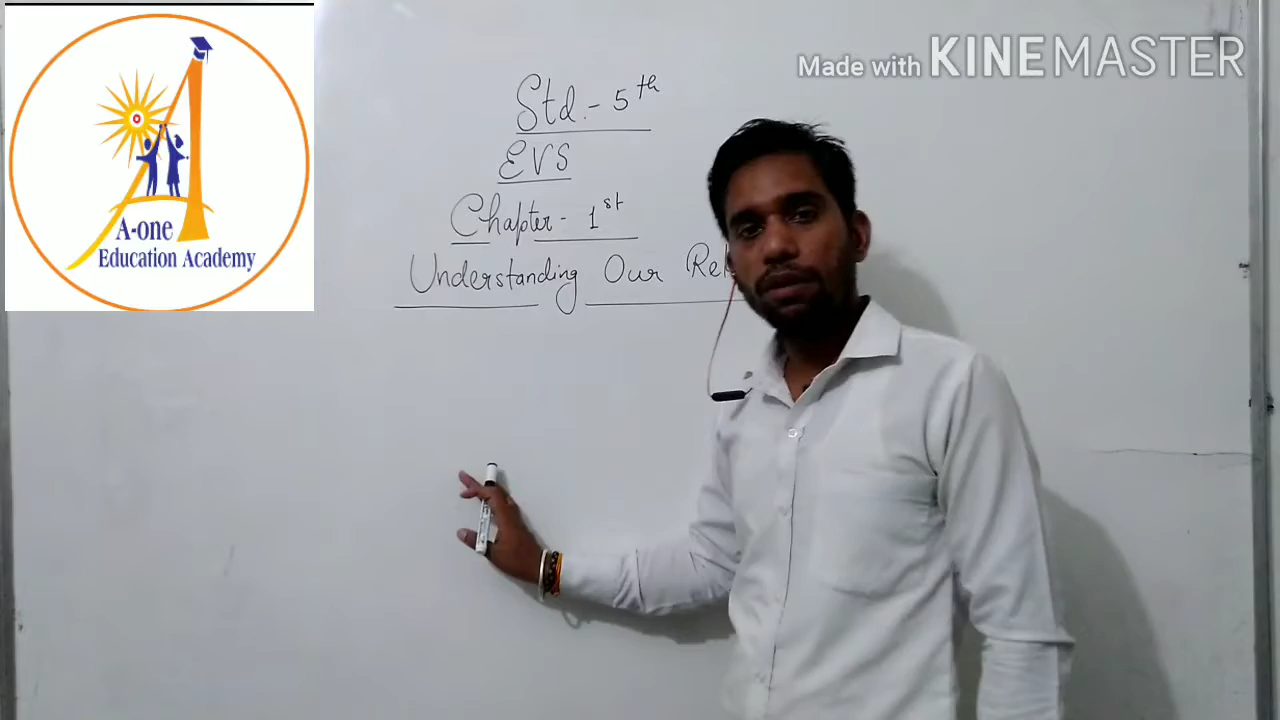 Made with KINEMASTER
Std.- 5th
EVS
Chapter- 1st
Understanding Our
A-one
Education Academy